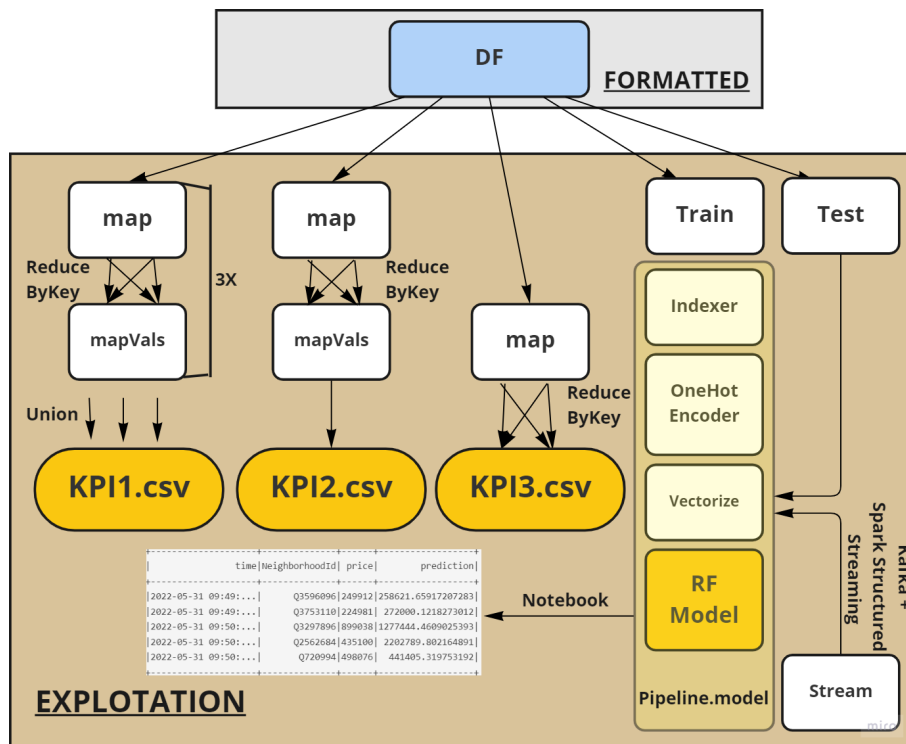 DF
FORMATTED
map
map
Train
Test
Reduce
ByKey
3X
Reduce
ByKey
mapVals
mapVals
map
Indexer
OneHot
Encoder
Union
Reduce
ByKey
KPI1.csv
KPI2.csv
KPI3.csv
Vectorize
Kafka +
Spark Structured
Streaming
| time|NeighborhoodId| price| prediction|
|2022-05-31 09:49:...| Q3596096|249912|258621.65917207283|
|2022-05-31 09:49:...| Q3753110|224981| 272000.1218273012|
|2022-05-31 09:50:...| Q3297896|899038|1277444.4609025393|
|2022-05-31 09:50:...| Q2562684|435100| 2202789.802164891|
|2022-05-31 09:50:...| Q720994|498076| 441405.319753192|
Notebook
RF
Model
EXPLOTATION
Pipeline.model
Stream
miro